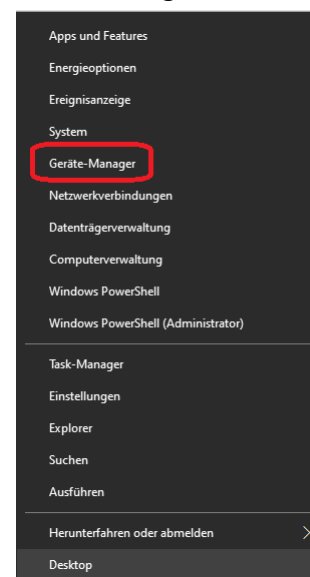 Apps und Features
Energieoptionen
Ereignisanzeige
System
Geräte-Manager
Netzwerkverbindungen
Datenträgerverwaltung
Computerverwaltung
Windows PowerShell
Windows PowerShell (Administrator)
Task-Manager
Einstellungen
Explorer
Suchen
Ausführen
Herunterfahren oder abmelden
Desktop